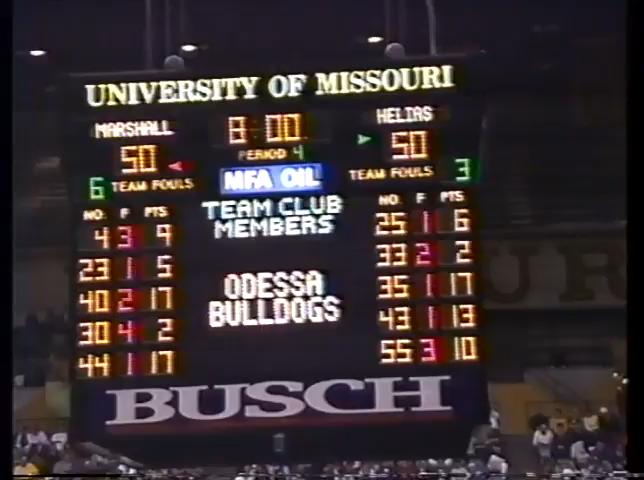 UNIVERSITY OF MISSOURI
MARSHALL 8:00 HELIAS
50 PERIOD 4 50
6 TEAM FOULS MFA OIL TEAM FOULS 3
NO. F PTS. TEAM CLUB NO. F PTS.
4 3 9 MEMBERS 25 1 6
23 1 5 33 2 2
40 2 17 ODESSA 35 1 17
30 4 2 BULLDOGS 43 1 13
44 1 17 55 3 10
BUSCH